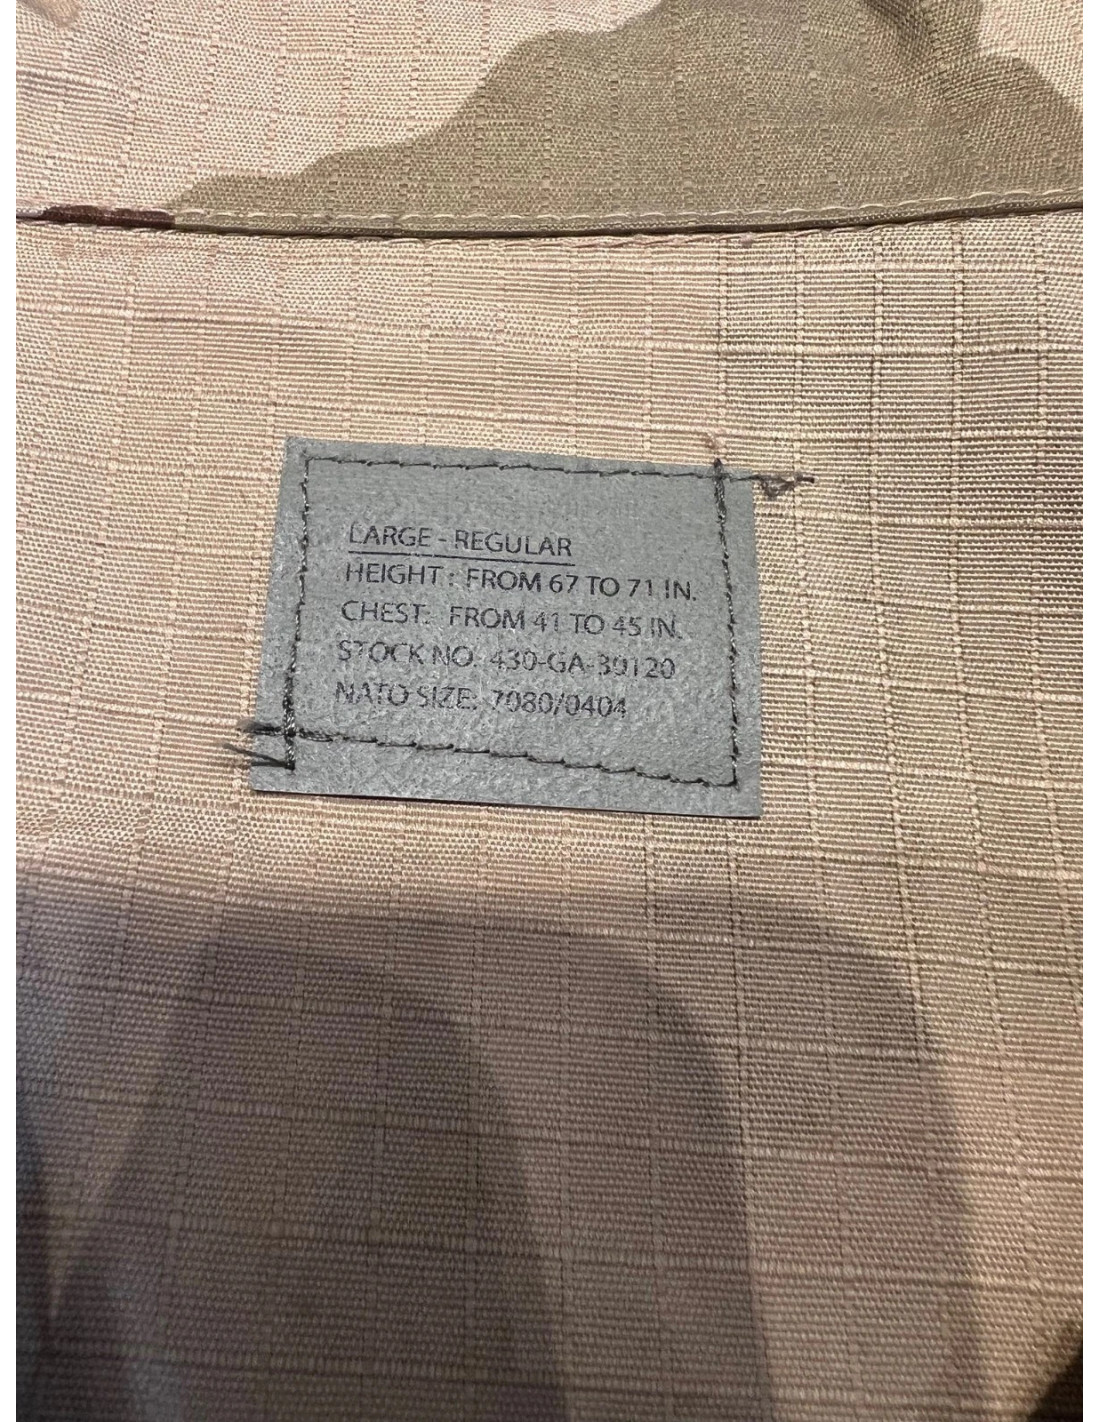 LARGE - REGULAR
HEIGHT : FROM 67 TO 71 IN.
CHEST: FROM 41 TO 45 IN.
STOCK NO. 430-GA-30120
NATO SIZE: 7080/0404